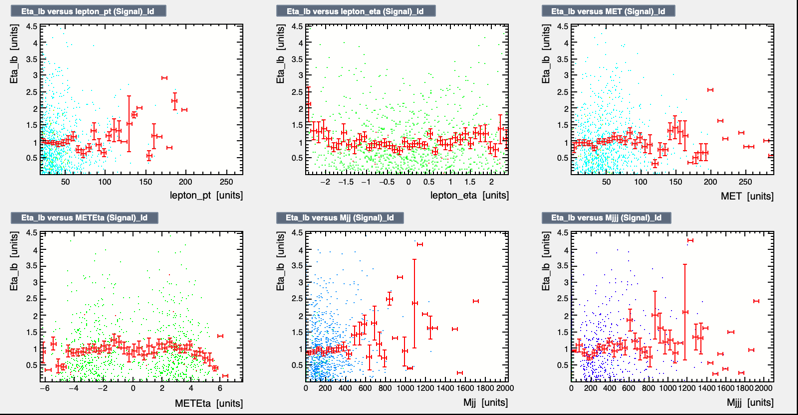 Eta_lb versus lepton_pt (Signal)_Id
Eta_lb versus lepton_eta (Signal)_Id
Eta_lb versus MET (Signal)_Id
Eta_lb [units]
4.5
4
3.5
3
2.5
2
1.5
1
0.5
50 100 150 200 250
lepton_pt [units]
Eta_lb [units]
4.5
4
3.5
3
2.5
2
1.5
1
0.5
−2 −1.5 −1 −0.5 0 0.5 1 1.5 2
lepton_eta [units]
Eta_lb [units]
4.5
4
3.5
3
2.5
2
1.5
1
0.5
50 100 150 200 250
MET [units]
Eta_lb versus METEta (Signal)_Id
Eta_lb versus Mjj (Signal)_Id
Eta_lb versus Mjjj (Signal)_Id
Eta_lb [units]
4.5
4
3.5
3
2.5
2
1.5
1
0.5
−6 −4 −2 0 2 4 6
METEta [units]
Eta_lb [units]
4.5
4
3.5
3
2.5
2
1.5
1
0.5
0 200 400 600 800 1000 1200 1400 1600 1800 2000
Mjj [units]
Eta_lb [units]
4.5
4
3.5
3
2.5
2
1.5
1
0.5
0 200 400 600 800 1000 1200 1400 1600 1800 2000
Mjjj [units]